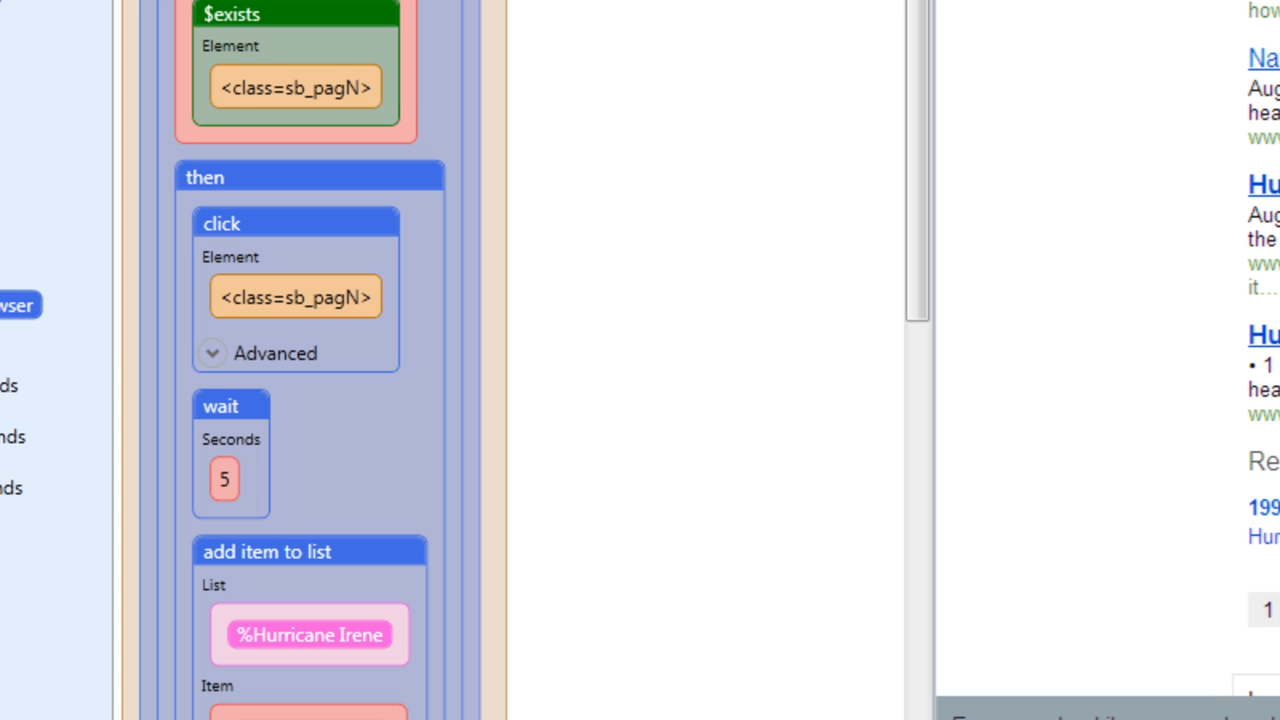 $exists
Element
<class=sb_pagN>
then
click
Element
<class=sb_pagN>
Advanced
wait
Seconds
5
add item to list
List
%Hurricane Irene
Item
wser
ds
nds
nds
how
Na
Aug
hea
www
Hu
Aug
the
www
it...
Hu
• 1
hea
www
Re
199
Hur
1